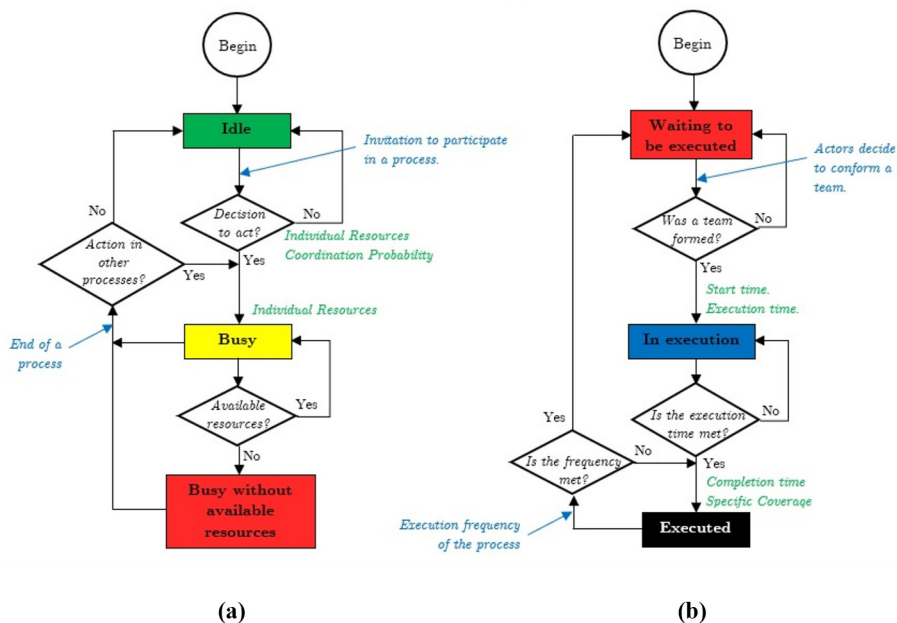 Begin
Idle
Invitation to participate
in a process.
Decision
to act?
No
Individual Resources
Coordination Probability
Yes
No
Action in
other
processes?
Yes
Individual Resources
End of a
process
Busy
Available
resources?
Yes
No
Busy without
available
resources
(a)
Begin
Waiting to
be executed
Actors decide
to conform a
team.
Was a team
formed?
No
Yes
Start time.
Execution time.
In execution
Is the execution
time met?
No
Yes
Yes
Is the frequency
met?
No
Completion time
Specific Coverage
Execution frequency
of the process
Executed
(b)